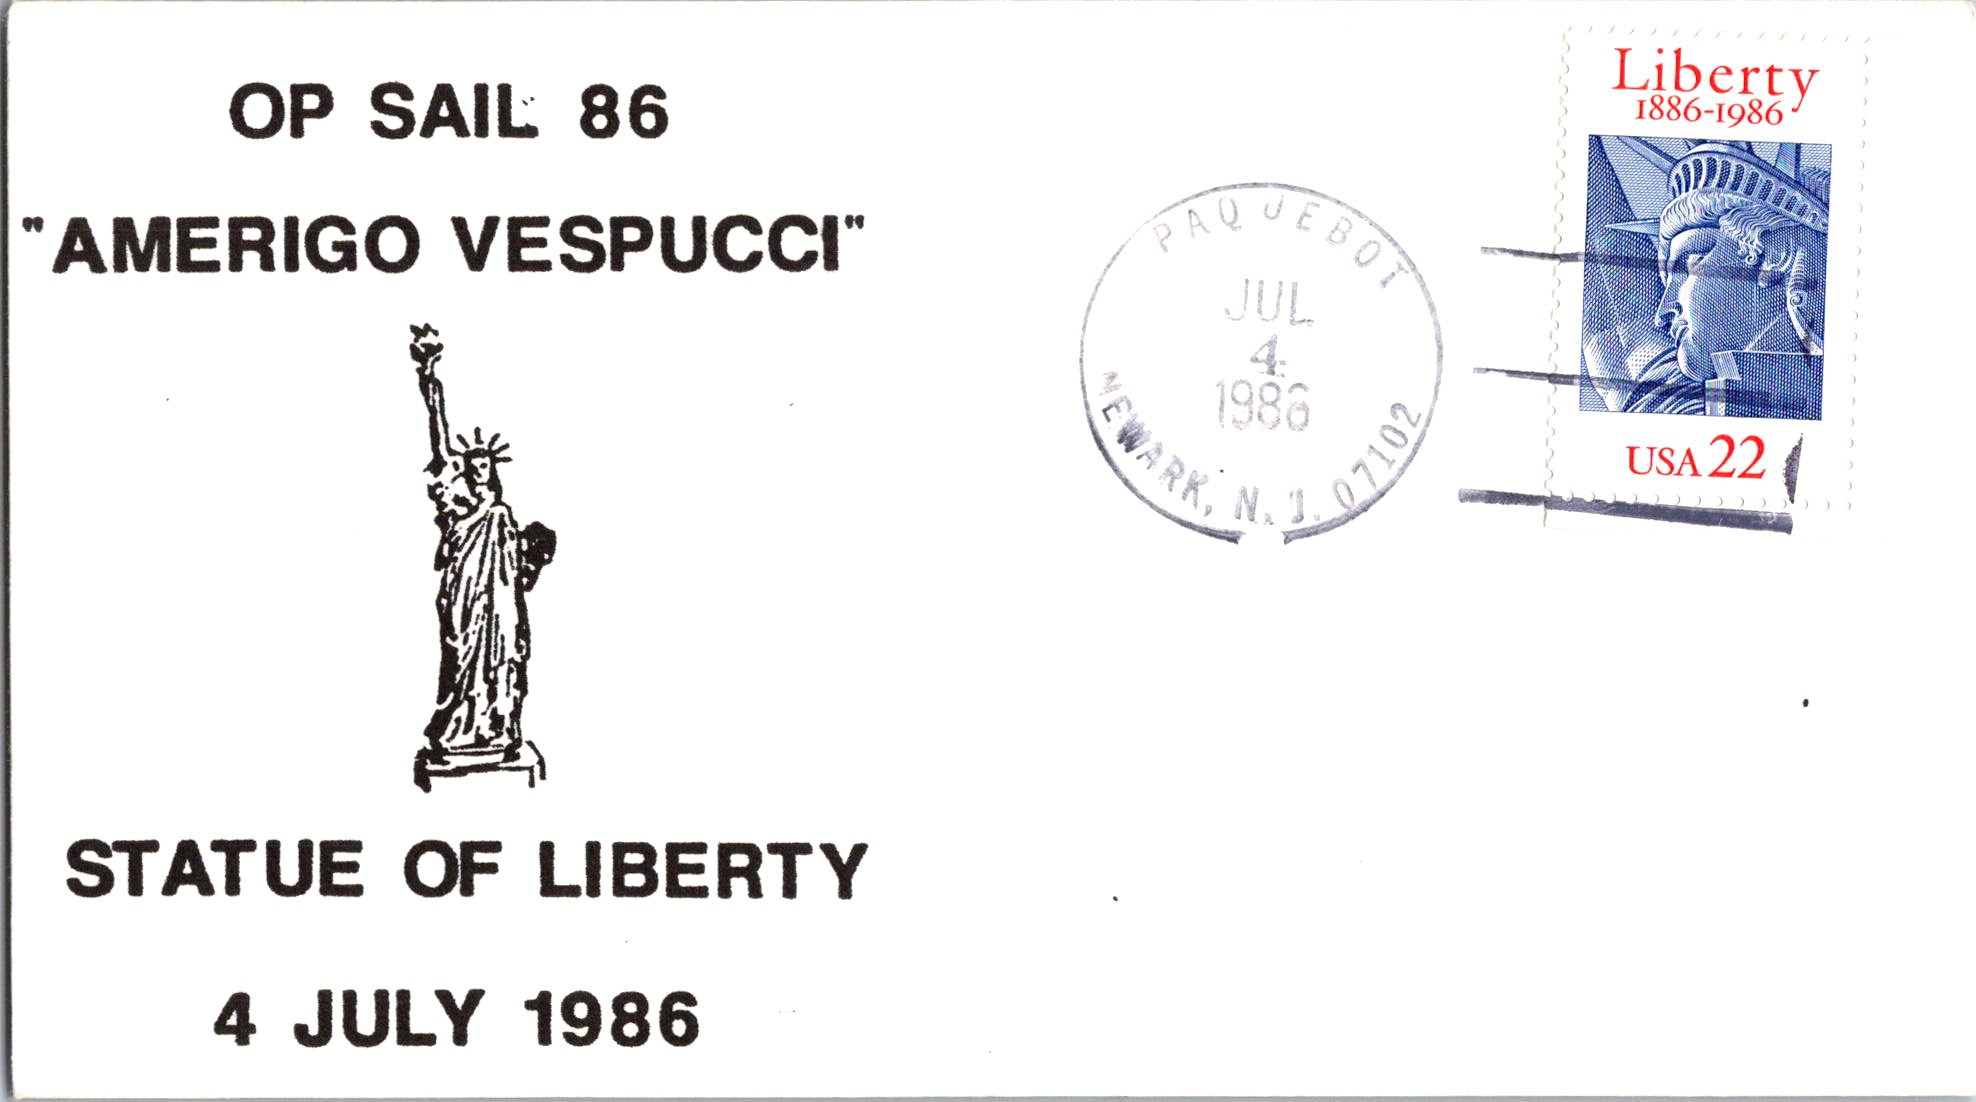 OP SAIL 86
"AMERIGO VESPUCCI"
STATUE OF LIBERTY
4 JULY 1986
PAQUEBOT
JUL
4
1986
NEWARK, N.J. 07102
Liberty
1886-1986
USA 22